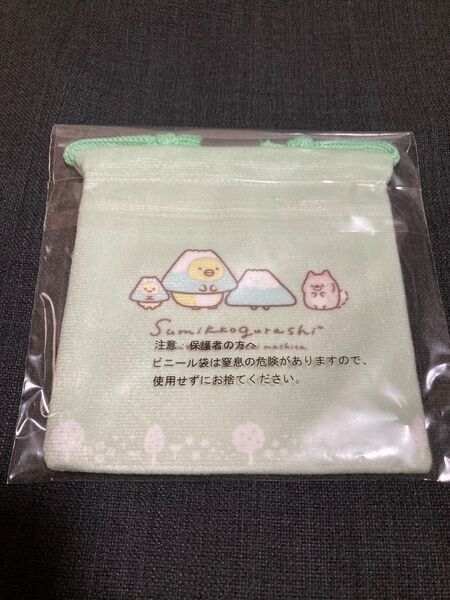 Sumikkogurashi™
注意 保護者の方へ
ビニール袋は窒息の危険がありますので、
使用せずにお捨てください。